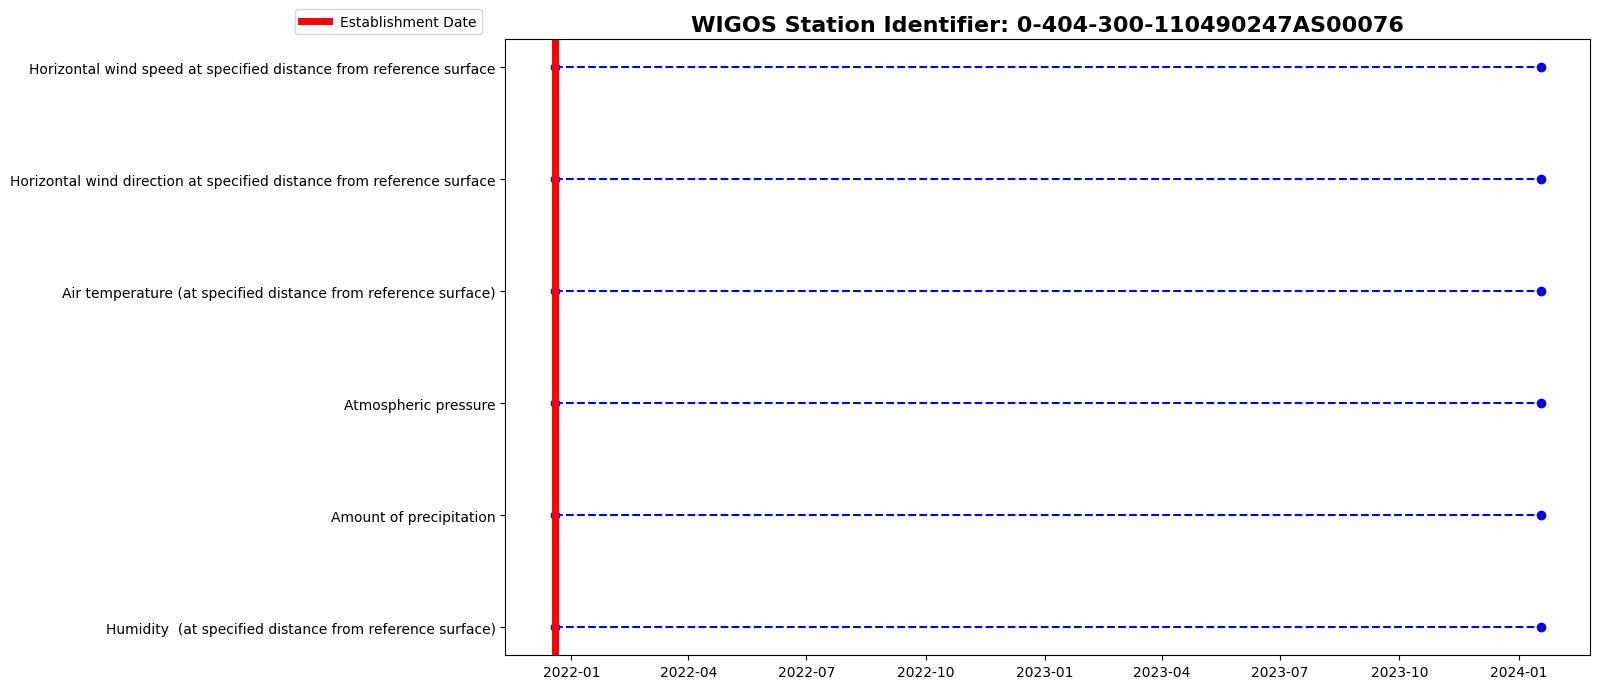 Establishment Date
WIGOS Station Identifier: 0-404-300-110490247AS00076
Horizontal wind speed at specified distance from reference surface
Horizontal wind direction at specified distance from reference surface
Air temperature (at specified distance from reference surface)
Atmospheric pressure
Amount of precipitation
Humidity  (at specified distance from reference surface)
2022-01 2022-04 2022-07 2022-10 2023-01 2023-04 2023-07 2023-10 2024-01